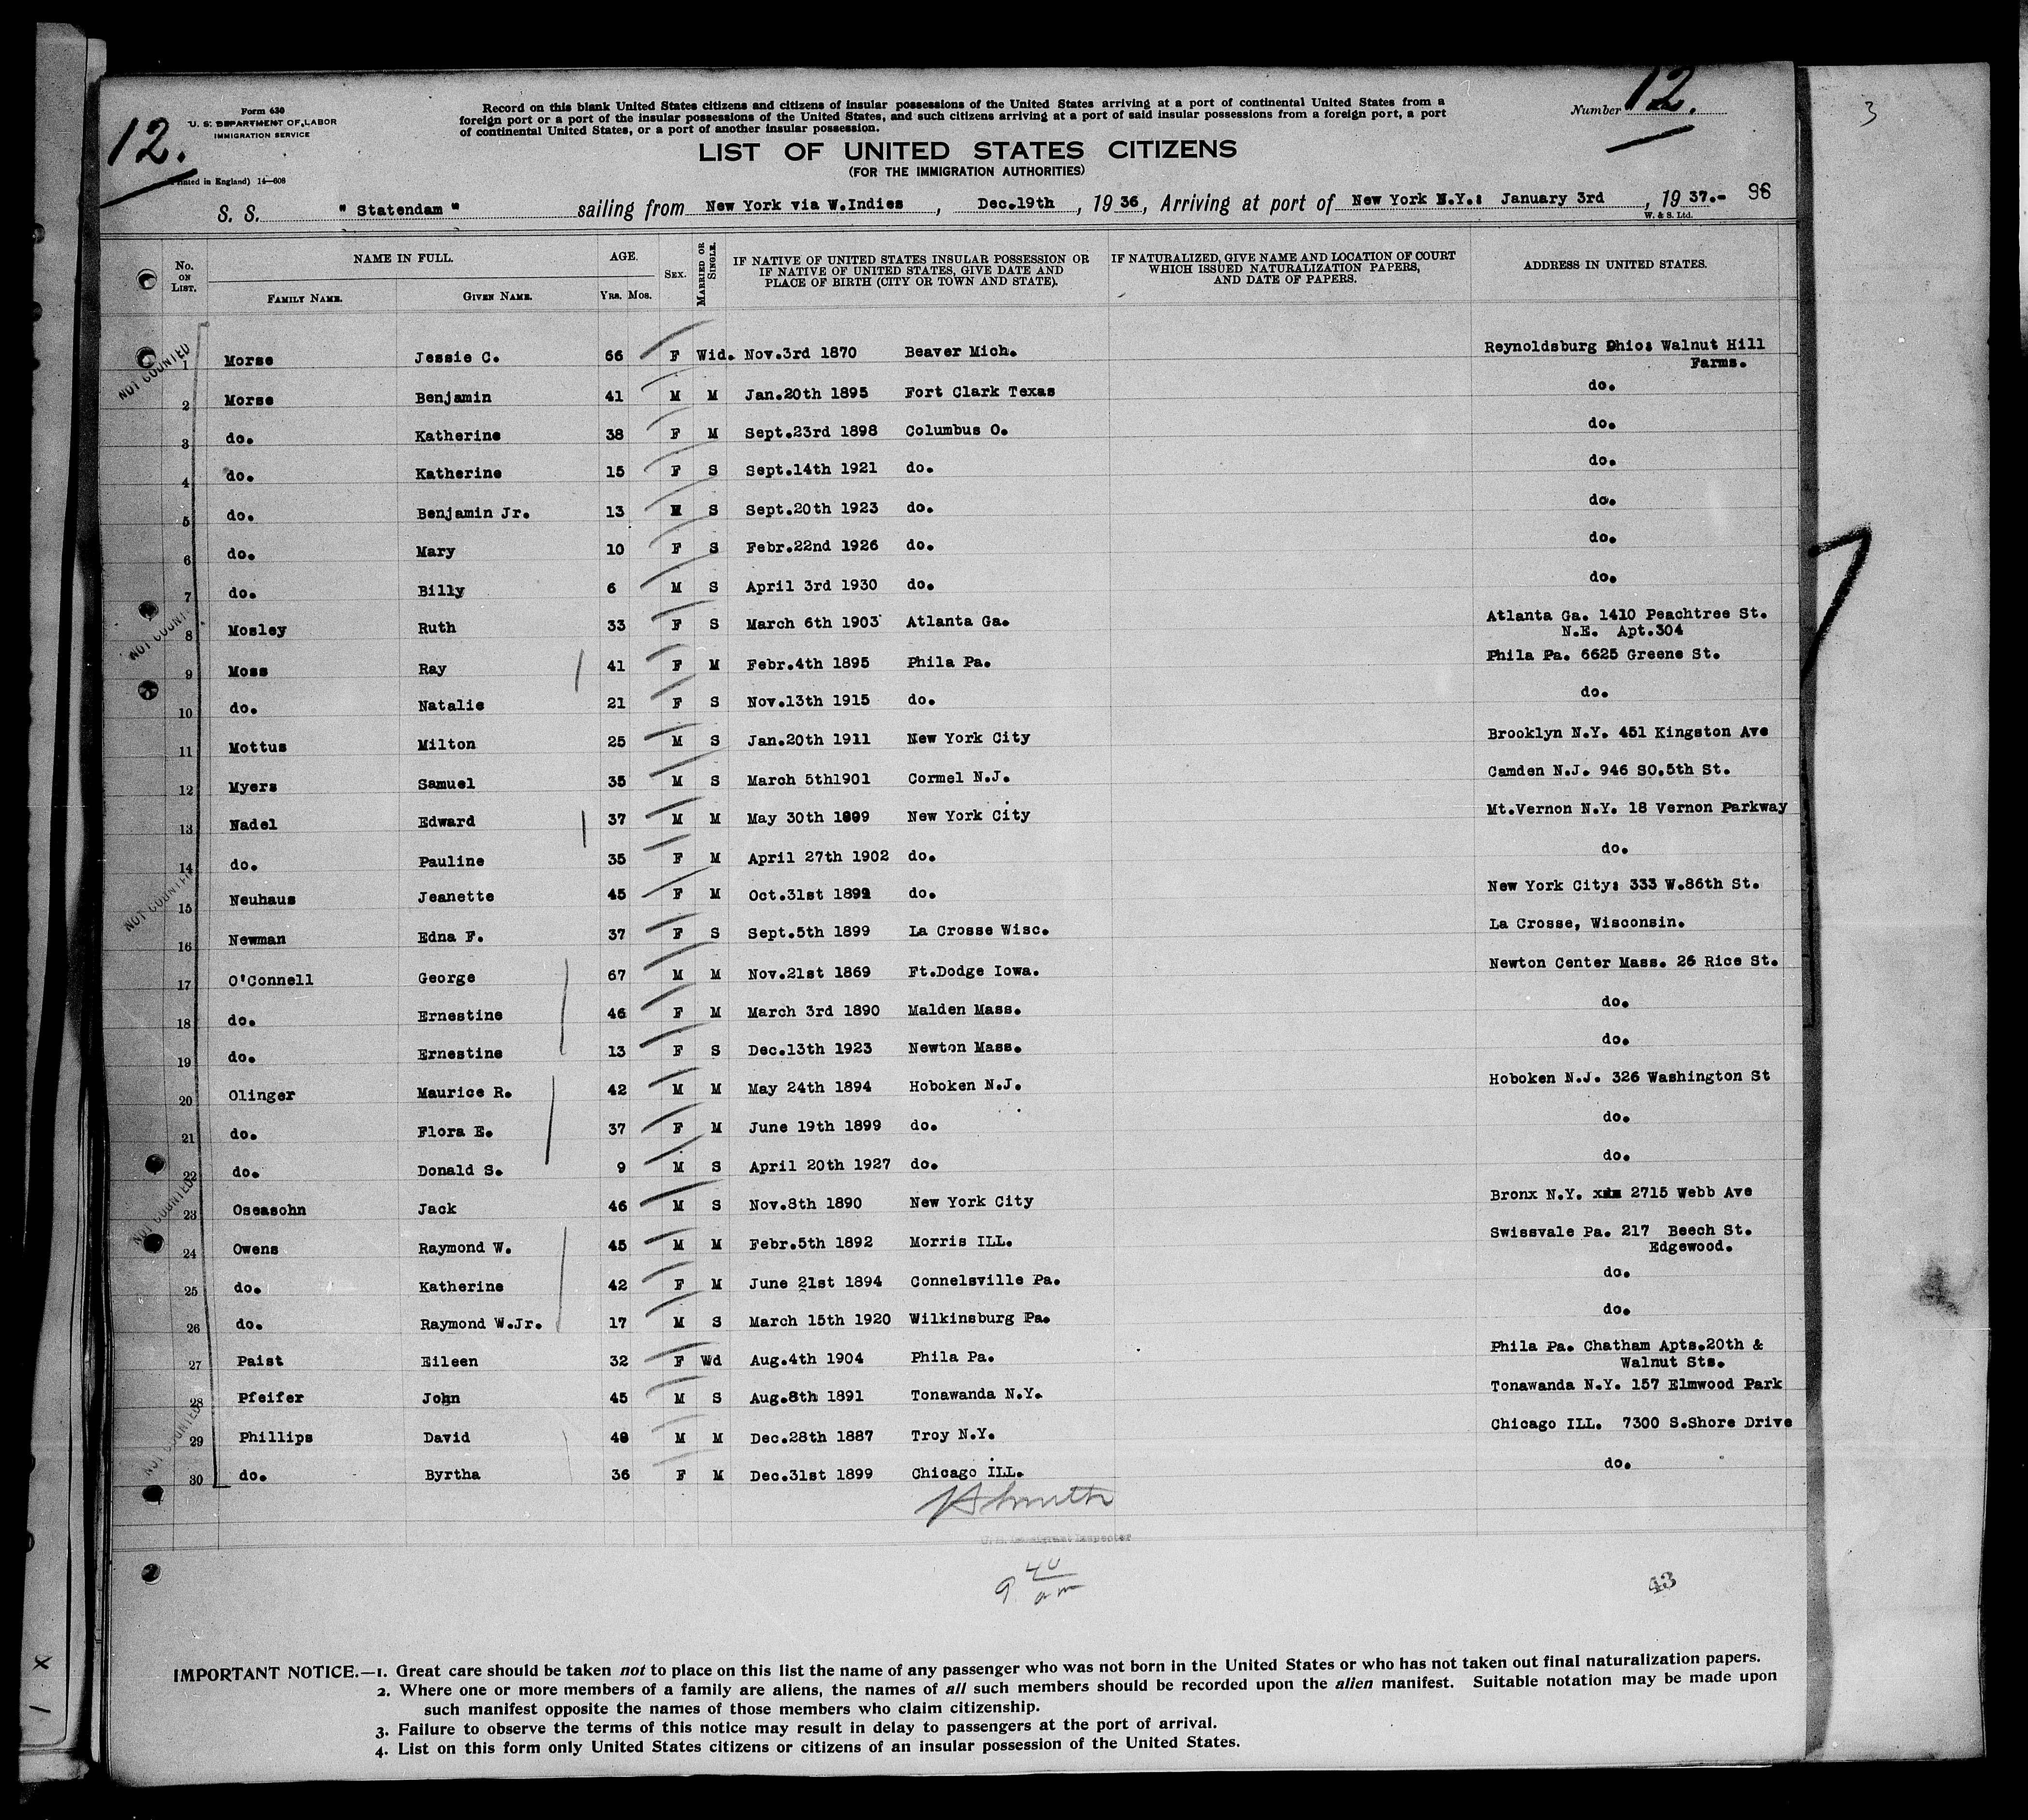 Form 630
U. S. DEPARTMENT OF LABOR
IMMIGRATION SERVICE
12.
(Printed in England) 14—608
Record on this blank United States citizens and citizens of insular possessions of the United States arriving at a port of continental United States from a
foreign port or a port of the insular possessions of the United States, and such citizens arriving at a port of said insular possessions from a foreign port, a port
of continental United States, or a port of another insular possession.
Number 12.
3
LIST OF UNITED STATES CITIZENS
(FOR THE IMMIGRATION AUTHORITIES)
S. S. " Statendam " sailing from New York via W.Indies , Dec.19th , 19 36 , Arriving at port of New York N.Y.: January 3rd , 19 37.- 96
W. & S. Ltd.
No. ON LIST. NAME IN FULL. AGE. SEX. MARRIED OR SINGLE. IF NATIVE OF UNITED STATES INSULAR POSSESSION OR IF NATIVE OF UNITED STATES, GIVE DATE AND PLACE OF BIRTH (CITY OR TOWN AND STATE). IF NATURALIZED, GIVE NAME AND LOCATION OF COURT WHICH ISSUED NATURALIZATION PAPERS, AND DATE OF PAPERS. ADDRESS IN UNITED STATES.
FAMILY NAME. GIVEN NAME. YRS. MOS.
NOT COUNTED
1 Morse Jessie C. 66 F Wid. Nov.3rd 1870 Beaver Mich. Reynoldsburg Ohio: Walnut Hill
Farms.
2 Morse Benjamin 41 M M Jan.20th 1895 Fort Clark Texas do.
3 do. Katherine 38 F M Sept.23rd 1898 Columbus O. do.
4 do. Katherine 15 F S Sept.14th 1921 do. do.
5 do. Benjamin Jr. 13 M S Sept.20th 1923 do. do.
6 do. Mary 10 F S Febr.22nd 1926 do. do.
7 do. Billy 6 M S April 3rd 1930 do. do.
NOT COUNTED
8 Mosley Ruth 33 F S March 6th 1903 Atlanta Ga. Atlanta Ga. 1410 Peachtree St.
N.E. Apt.304
9 Moss Ray 41 F M Febr.4th 1895 Phila Pa. Phila Pa. 6625 Greene St.
10 do. Natalie 21 F S Nov.13th 1915 do. do.
11 Mottus Milton 25 M S Jan.20th 1911 New York City Brooklyn N.Y. 451 Kingston Ave
12 Myers Samuel 35 M S March 5th1901 Cormel N.J. Camden N.J. 946 SO.5th St.
13 Nadel Edward 37 M M May 30th 1899 New York City Mt.Vernon N.Y. 18 Vernon Parkway
14 do. Pauline 35 F M April 27th 1902 do. do.
NOT COUNTED
15 Neuhaus Jeanette 45 F M Oct.31st 1892 do. New York City: 333 W.86th St.
16 Newman Edna F. 37 F S Sept.5th 1899 La Crosse Wisc. La Crosse, Wisconsin.
17 O'Connell George 67 M M Nov.21st 1869 Ft.Dodge Iowa. Newton Center Mass. 26 Rice St.
18 do. Ernestine 46 F M March 3rd 1890 Malden Mass. do.
19 do. Ernestine 13 F S Dec.13th 1923 Newton Mass. do.
20 Olinger Maurice R. 42 M M May 24th 1894 Hoboken N.J. Hoboken N.J. 326 Washington St
21 do. Flora E. 37 F M June 19th 1899 do. do.
22 do. Donald S. 9 M S April 20th 1927 do. do.
NOT COUNTED
23 Oseasohn Jack 46 M S Nov.8th 1890 New York City Bronx N.Y. 2715 Webb Ave
24 Owens Raymond W. 45 M M Febr.5th 1892 Morris ILL. Swissvale Pa. 217 Beech St.
Edgewood.
25 do. Katherine 42 F M June 21st 1894 Connelsville Pa. do.
26 do. Raymond W.Jr. 17 M S March 15th 1920 Wilkinsburg Pa. do.
27 Paist Eileen 32 F Wd Aug.4th 1904 Phila Pa. Phila Pa. Chatham Apts.20th &
Walnut Sts.
28 Pfeifer John 45 M S Aug.8th 1891 Tonawanda N.Y. Tonawanda N.Y. 157 Elmwood Park
NOT COUNTED
29 Phillips David M M Dec.28th 1887 Troy N.Y. Chicago ILL. 7300 S.Shore Drive
30 do. Byrtha 36 F M Dec.31st 1899 Chicago ILL. do.
U. S. Immigrant Inspector
9 40 am
43
IMPORTANT NOTICE.—1. Great care should be taken not to place on this list the name of any passenger who was not born in the United States or who has not taken out final naturalization papers.
2. Where one or more members of a family are aliens, the names of all such members should be recorded upon the alien manifest. Suitable notation may be made upon
such manifest opposite the names of those members who claim citizenship.
3. Failure to observe the terms of this notice may result in delay to passengers at the port of arrival.
4. List on this form only United States citizens or citizens of an insular possession of the United States.